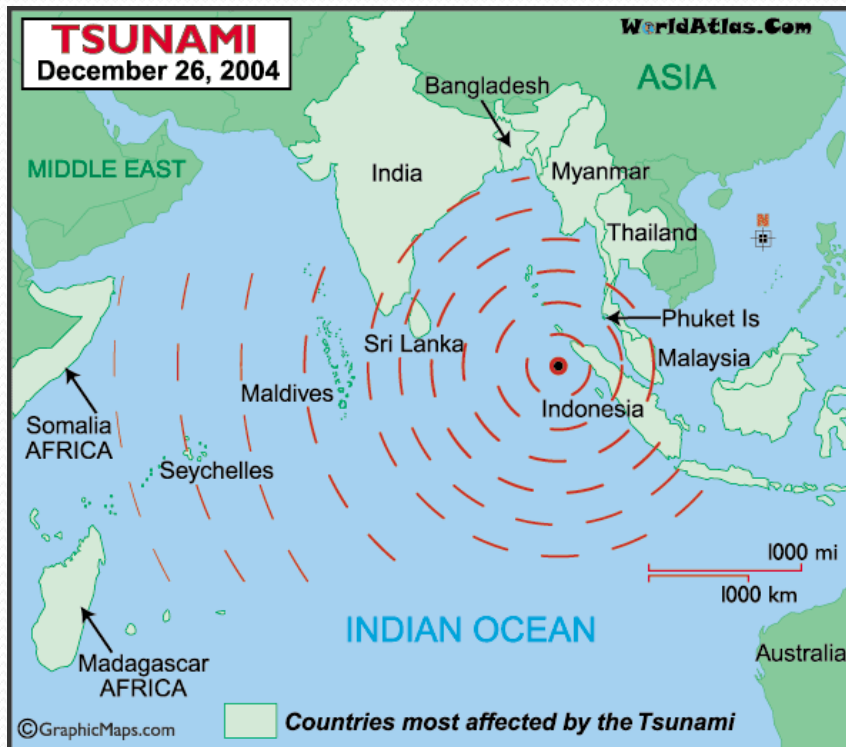 TSUNAMI
December 26, 2004
WorldAtlas.Com
ASIA
Bangladesh
MIDDLE EAST
India
Myanmar
N
Thailand
Phuket Is
Sri Lanka
Malaysia
Maldives
Indonesia
Somalia
AFRICA
Seychelles
1000 mi
1000 km
INDIAN OCEAN
Australia
Madagascar
AFRICA
Countries most affected by the Tsunami
©GraphicMaps.com